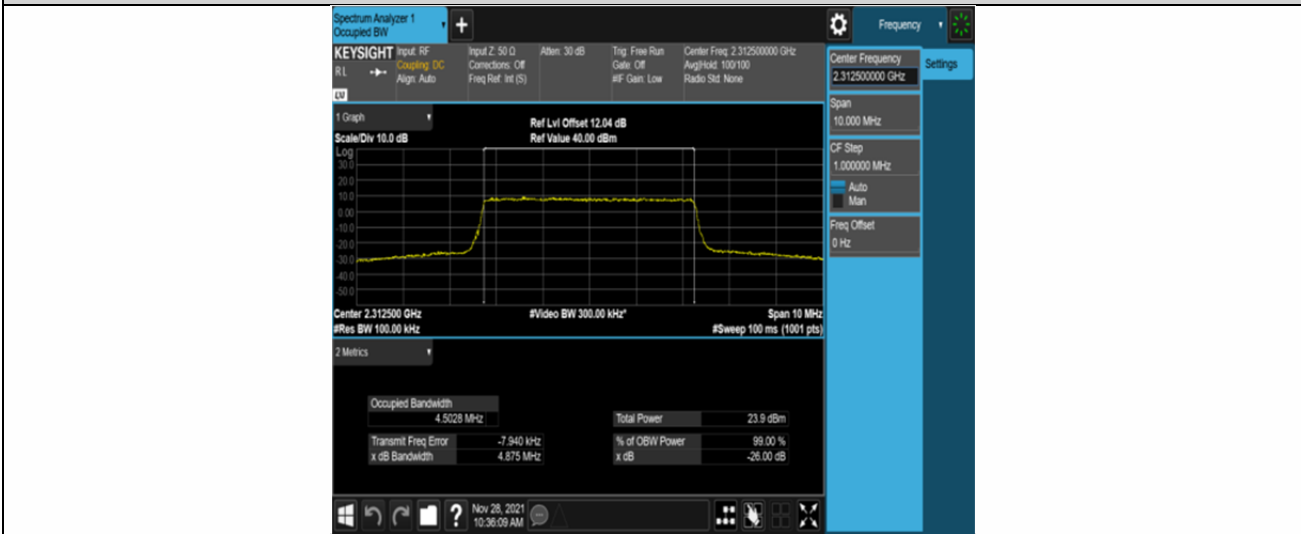 Spectrum Analyzer 1
Occupied BW
Frequency
KEYSIGHT
R L
LXI
Input: RF
Coupling: DC
Align: Auto
Input Z: 50 Ω
Corrections: Off
Freq Ref: Int (S)
Atten: 30 dB
Trig: Free Run
Gate: Off
#IF Gain: Low
Center Freq: 2.312500000 GHz
Avg|Hold: 100/100
Radio Std: None
Center Frequency
2.312500000 GHz
Settings
Span
10.000 MHz
CF Step
1.000000 MHz
Auto
Man
Freq Offset
0 Hz
1 Graph
Scale/Div 10.0 dB
Ref Lvl Offset 12.04 dB
Ref Value 40.00 dBm
Log
30.0
20.0
10.0
0.00
-10.0
-20.0
-30.0
-40.0
-50.0
Center 2.312500 GHz
#Video BW 300.00 kHz*
Span 10 MHz
#Res BW 100.00 kHz
#Sweep 100 ms (1001 pts)
2 Metrics
Occupied Bandwidth
4.5028 MHz
Total Power 23.9 dBm
Transmit Freq Error -7.940 kHz
% of OBW Power 99.00 %
x dB Bandwidth 4.875 MHz
x dB -26.00 dB
?
Nov 28, 2021
10:36:09 AM